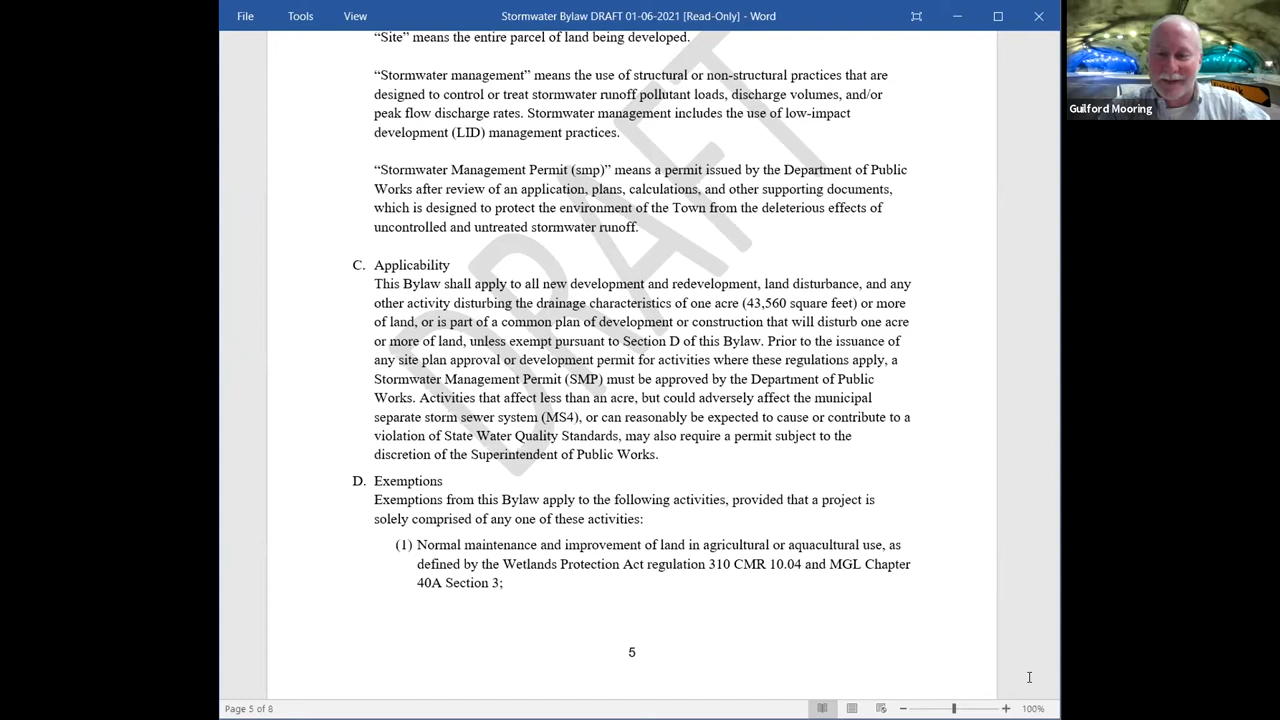 File Tools View Stormwater Bylaw DRAFT 01-06-2021 [Read-Only] - Word
Guilford Mooring
DRAFT
“Site” means the entire parcel of land being developed.
“Stormwater management” means the use of structural or non-structural practices that are
designed to control or treat stormwater runoff pollutant loads, discharge volumes, and/or
peak flow discharge rates. Stormwater management includes the use of low-impact
development (LID) management practices.
“Stormwater Management Permit (smp)” means a permit issued by the Department of Public
Works after review of an application, plans, calculations, and other supporting documents,
which is designed to protect the environment of the Town from the deleterious effects of
uncontrolled and untreated stormwater runoff.
C. Applicability
This Bylaw shall apply to all new development and redevelopment, land disturbance, and any
other activity disturbing the drainage characteristics of one acre (43,560 square feet) or more
of land, or is part of a common plan of development or construction that will disturb one acre
or more of land, unless exempt pursuant to Section D of this Bylaw. Prior to the issuance of
any site plan approval or development permit for activities where these regulations apply, a
Stormwater Management Permit (SMP) must be approved by the Department of Public
Works. Activities that affect less than an acre, but could adversely affect the municipal
separate storm sewer system (MS4), or can reasonably be expected to cause or contribute to a
violation of State Water Quality Standards, may also require a permit subject to the
discretion of the Superintendent of Public Works.
D. Exemptions
Exemptions from this Bylaw apply to the following activities, provided that a project is
solely comprised of any one of these activities:
(1) Normal maintenance and improvement of land in agricultural or aquacultural use, as
defined by the Wetlands Protection Act regulation 310 CMR 10.04 and MGL Chapter
40A Section 3;
5
Page 5 of 8 100%